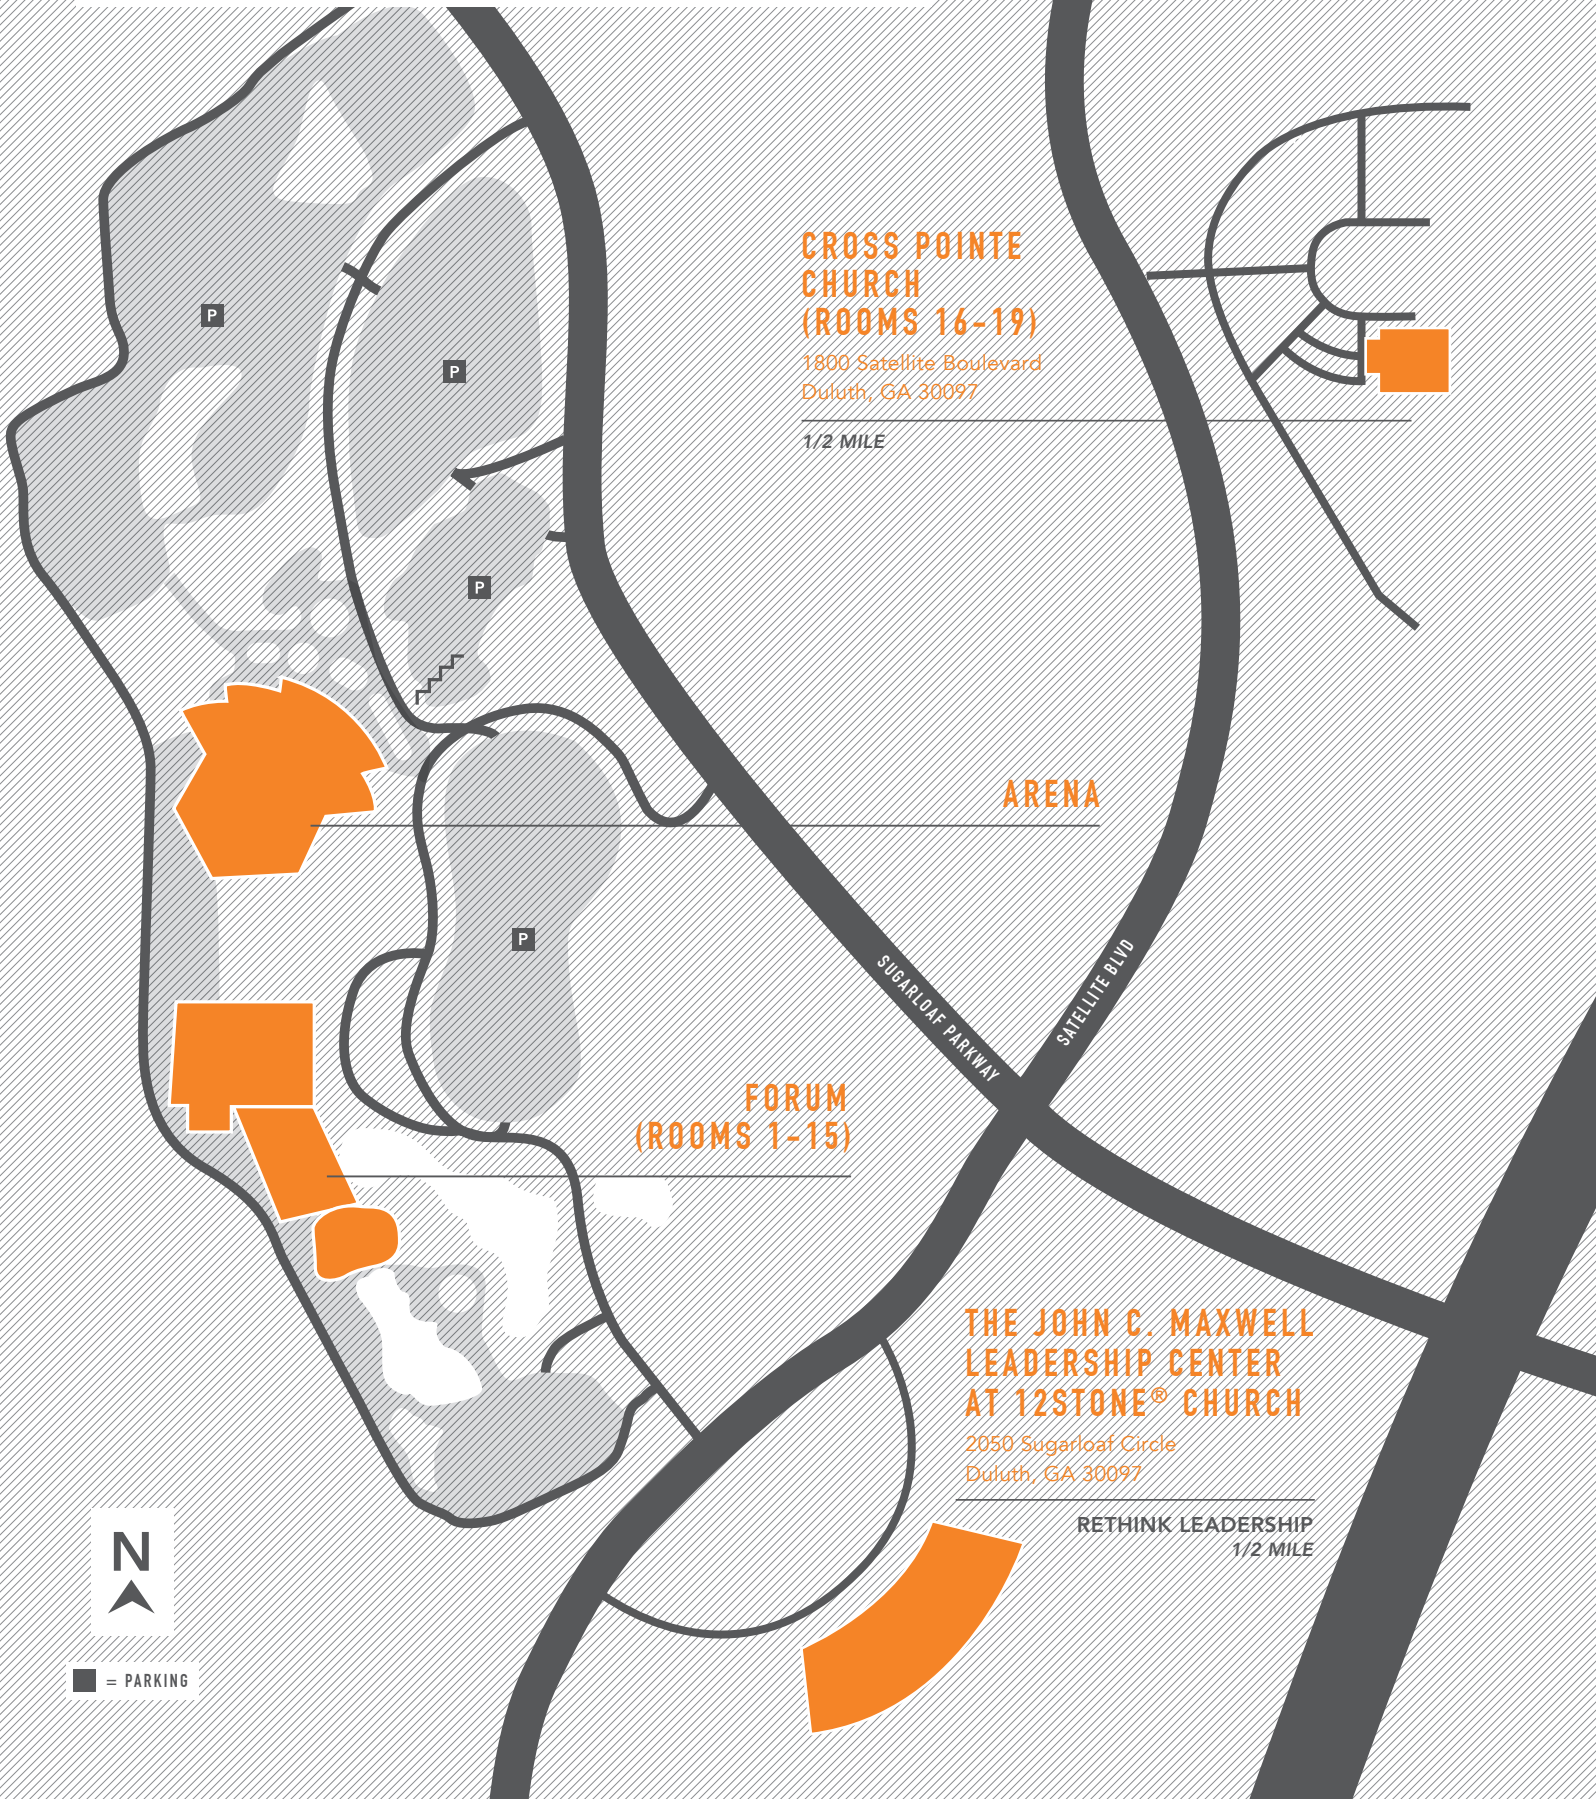 CROSS POINTE
CHURCH
(ROOMS 16-19)
1800 Satellite Boulevard
Duluth, GA 30097
1/2 MILE
P
P
P
ARENA
P
SUGARLOAF PARKWAY
SATELLITE BLVD
FORUM
(ROOMS 1-15)
THE JOHN C. MAXWELL
LEADERSHIP CENTER
AT 12STONE® CHURCH
2050 Sugarloaf Circle
Duluth, GA 30097
RETHINK LEADERSHIP
1/2 MILE
N
= PARKING